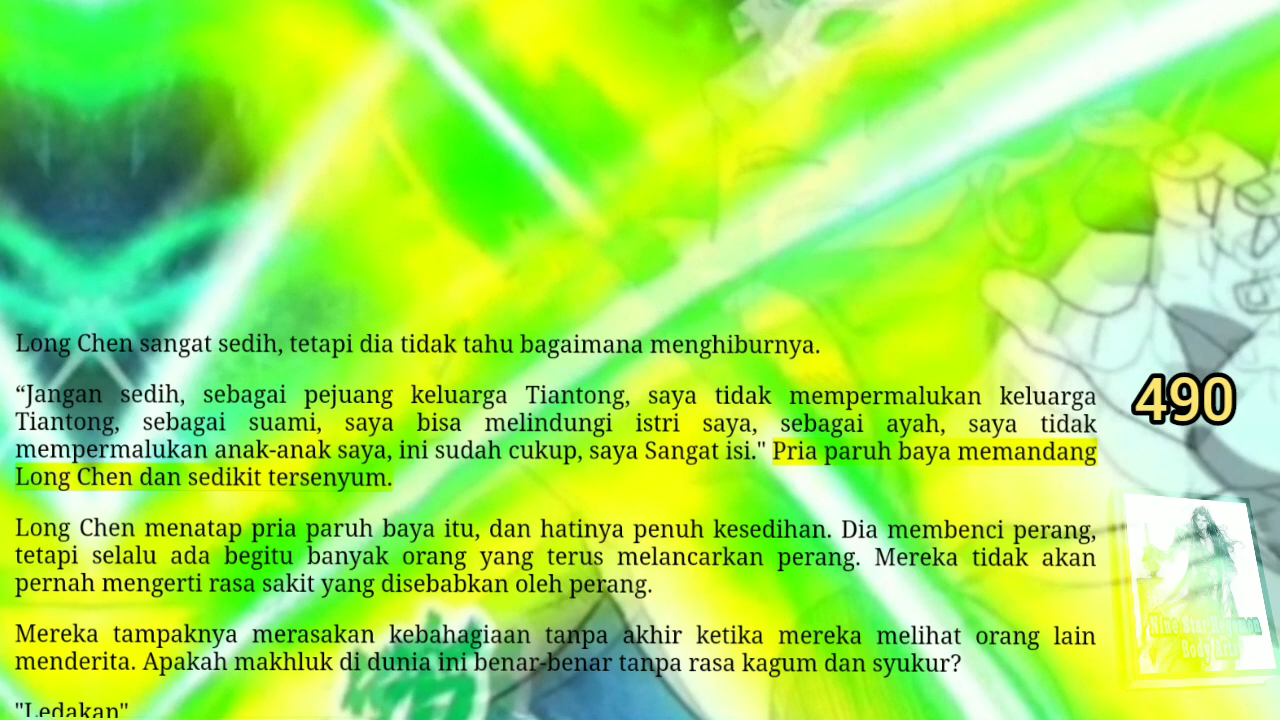 Long Chen sangat sedih, tetapi dia tidak tahu bagaimana menghiburnya.
“Jangan sedih, sebagai pejuang keluarga Tiantong, saya tidak mempermalukan keluarga
Tiantong, sebagai suami, saya bisa melindungi istri saya, sebagai ayah, saya tidak
mempermalukan anak-anak saya, ini sudah cukup, saya Sangat isi." Pria paruh baya memandang
Long Chen dan sedikit tersenyum.
490
Long Chen menatap pria paruh baya itu, dan hatinya penuh kesedihan. Dia membenci perang,
tetapi selalu ada begitu banyak orang yang terus melancarkan perang. Mereka tidak akan
pernah mengerti rasa sakit yang disebabkan oleh perang.
Mereka tampaknya merasakan kebahagiaan tanpa akhir ketika mereka melihat orang lain
menderita. Apakah makhluk di dunia ini benar-benar tanpa rasa kagum dan syukur?
Nine Star Hegemon
Body Arts
"Ledakan"